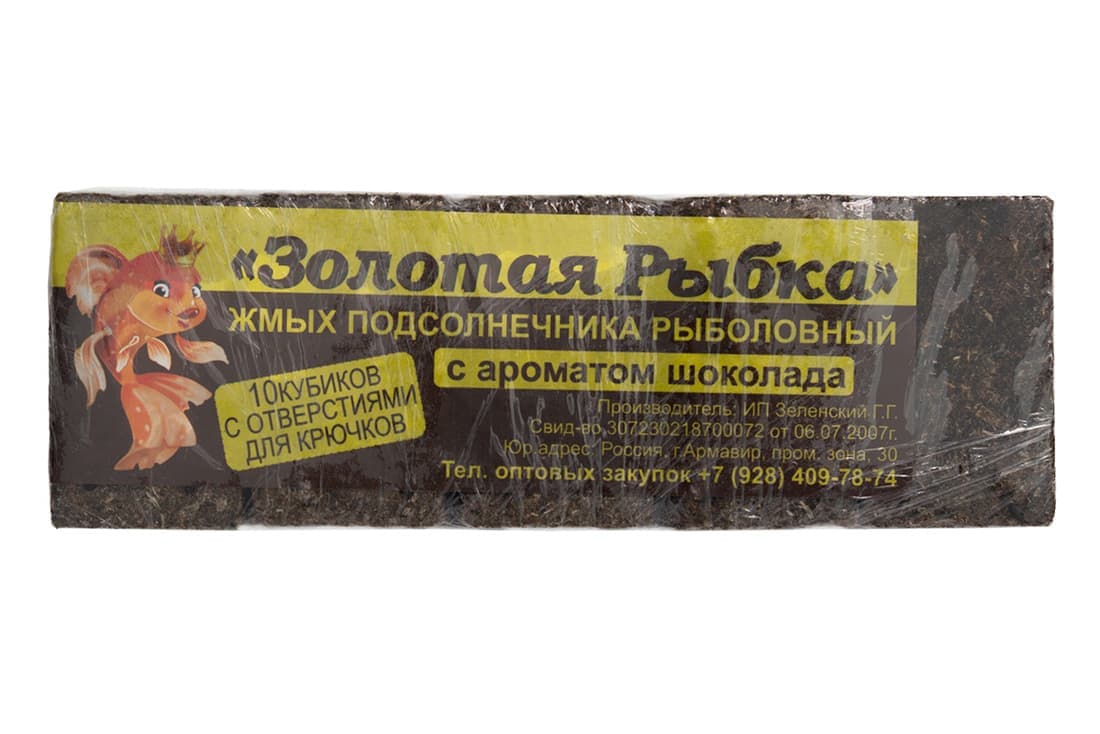 «Золотая Рыбка»
ЖМЫХ ПОДСОЛНЕЧНИКА РЫБОЛОВНЫЙ
с ароматом шоколада
10КУБИКОВ
С ОТВЕРСТИЯМИ
ДЛЯ КРЮЧКОВ
Производитель: ИП Зеленский Г.Г.
Свид-во 307230218700072 от 06.07.2007г.
Юр.адрес: Россия, г.Армавир, пром. зона, 30
Тел. оптовых закупок +7 (928) 409-78-74